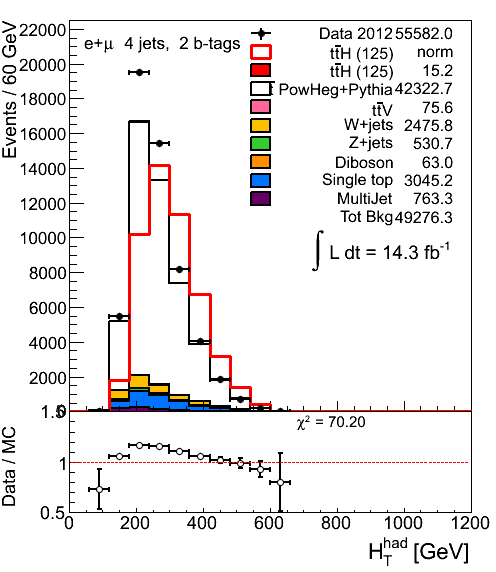 e+μ 4 jets, 2 b-tags
Data 2012 55582.0
tt̄H (125) norm
tt̄H (125) 15.2
PowHeg+Pythia 42322.7
tt̄V 75.6
W+jets 2475.8
Z+jets 530.7
Diboson 63.0
Single top 3045.2
MultiJet 763.3
Tot Bkg 49276.3
∫ L dt = 14.3 fb⁻¹
Events / 60 GeV
22000
20000
18000
16000
14000
12000
10000
8000
6000
4000
2000
χ² = 70.20
Data / MC
1.5
1
0.5
0 200 400 600 800 1000 1200
H_T^had [GeV]